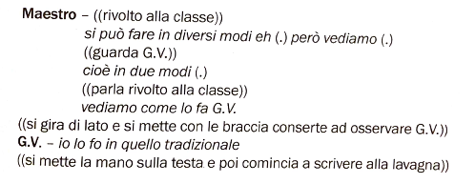 Maestro – ((rivolto alla classe))
si può fare in diversi modi eh (.) però vediamo (.)
((guarda G.V.))
cioè in due modi (.)
((parla rivolto alla classe))
vediamo come lo fa G.V.
((si gira di lato e si mette con le braccia conserte ad osservare G.V.))
G.V. – io lo fo in quello tradizionale
((si mette la mano sulla testa e poi comincia a scrivere alla lavagna))